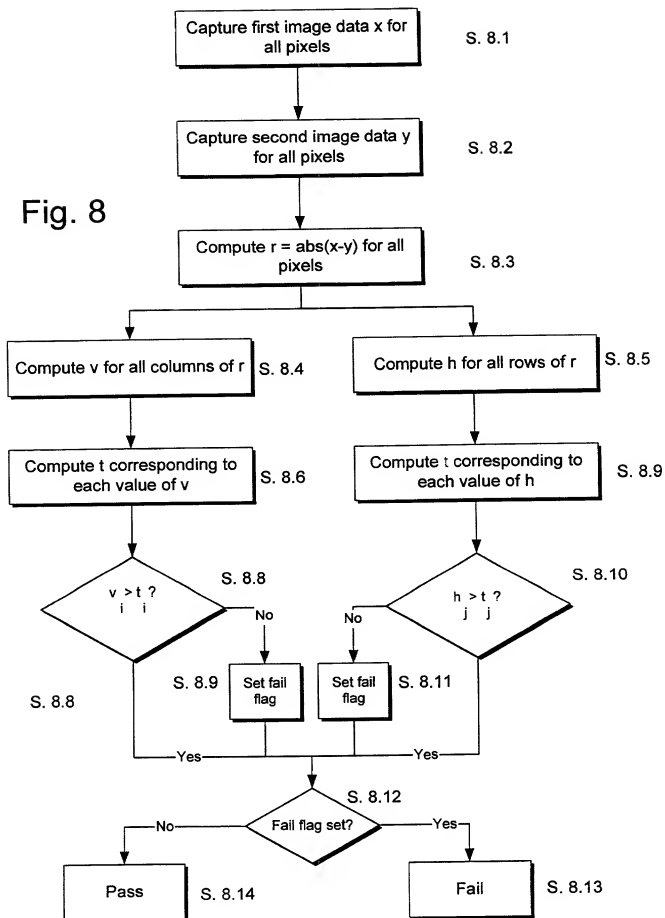 Capture first image data x for
all pixels
S. 8.1
Capture second image data y
for all pixels
S. 8.2
Fig. 8
Compute r = abs(x-y) for all
pixels
S. 8.3
Compute v for all columns of r
S. 8.4
Compute h for all rows of r
S. 8.5
Compute t corresponding to
each value of v
S. 8.6
Compute t corresponding to
each value of h
S. 8.9
v > t ?
i i
S. 8.8
h > t ?
j j
S. 8.10
No
No
S. 8.9
Set fail
flag
Set fail
flag
S. 8.11
S. 8.8
Yes
Yes
S. 8.12
Fail flag set?
No
Yes
Pass
S. 8.14
Fail
S. 8.13